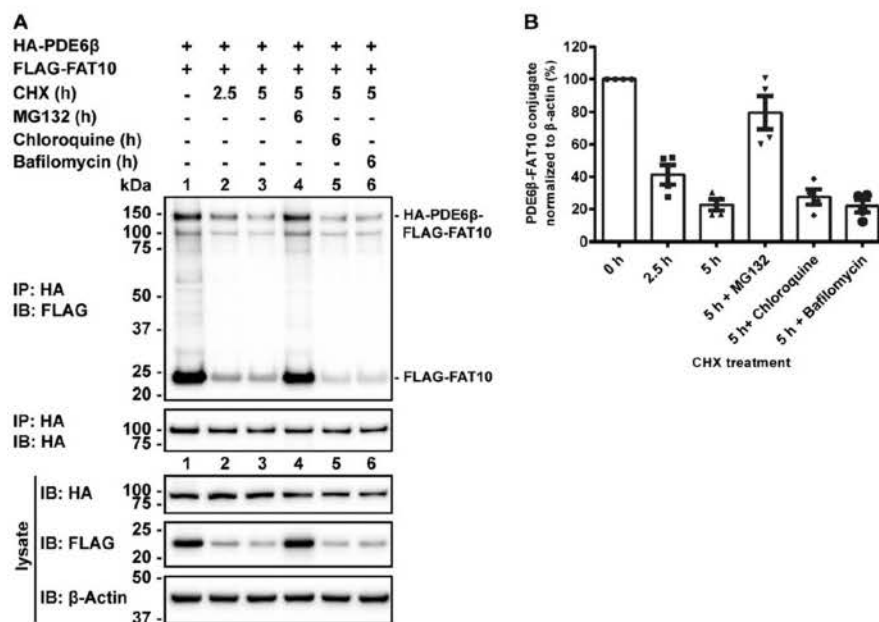 A
HA-PDE6β + + + + + +
FLAG-FAT10 + + + + + +
CHX (h) - 2.5 5 5 5 5
MG132 (h) - - - 6 - -
Chloroquine (h) - - - - 6 -
Bafilomycin (h) - - - - - 6
kDa 1 2 3 4 5 6
150 -
100 -
75 -
50 -
37 -
25 -
20 -
- HA-PDE6β-
FLAG-FAT10
- FLAG-FAT10
IP: HA
IB: FLAG
IP: HA
IB: HA
100 -
75 -
1 2 3 4 5 6
lysate
IB: HA
100 -
75 -
IB: FLAG
25 -
20 -
IB: β-Actin
50 -
37 -
B
PDE6β-FAT10 conjugate
normalized to β-actin (%)
120
100
80
60
40
20
0
0 h
2.5 h
5 h
5 h + MG132
5 h+ Chloroquine
5 h + Bafilomycin
CHX treatment